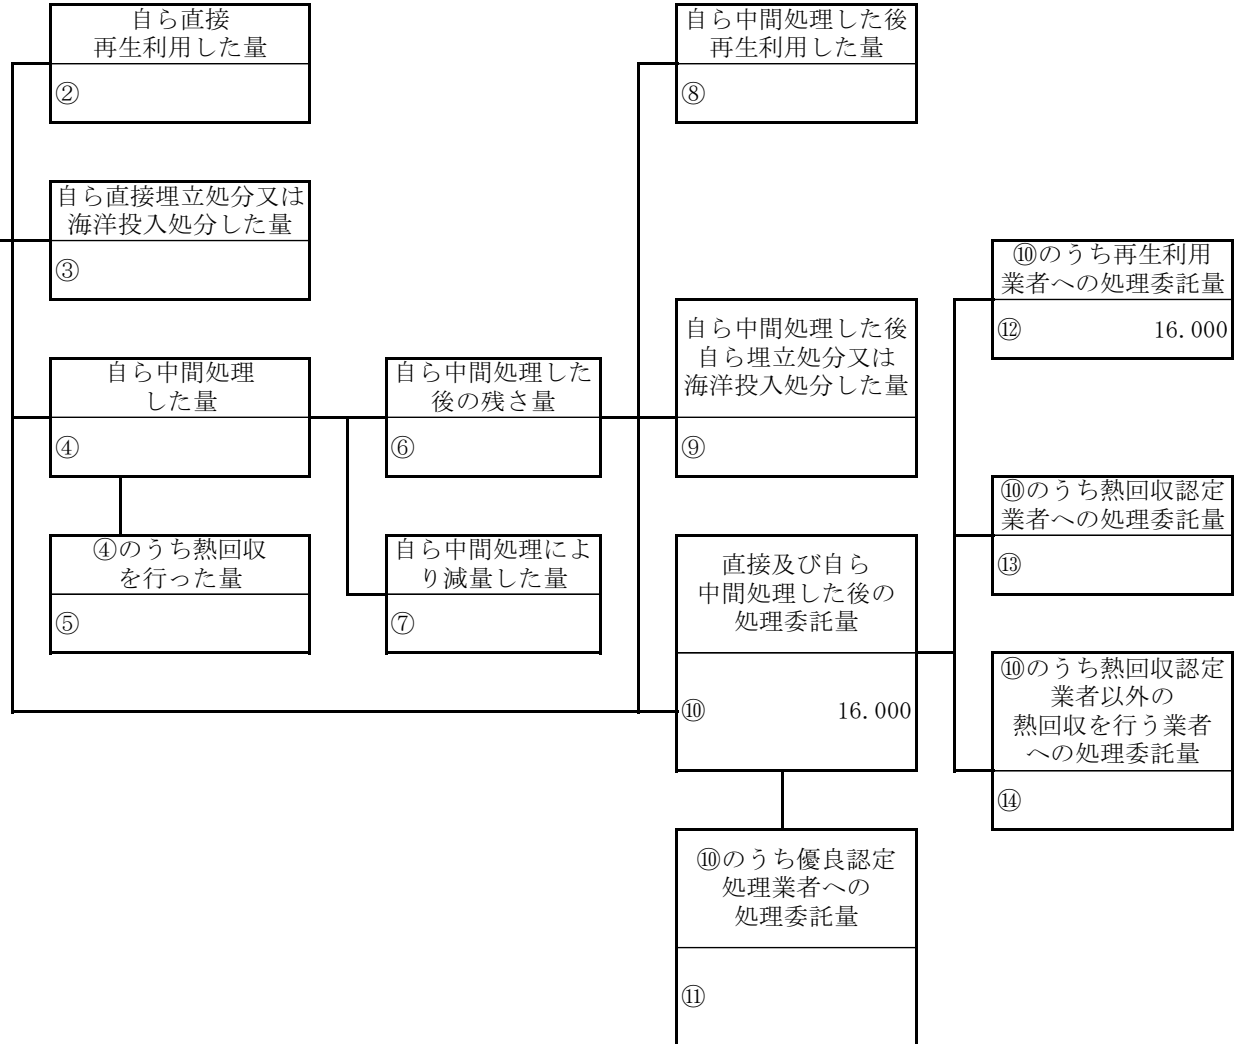 自ら直接
再生利用した量
②
自ら直接埋立処分又は
海洋投入処分した量
③
自ら中間処理
した量
④
④のうち熱回収
を行った量
⑤
自ら中間処理した
後の残さ量
⑥
自ら中間処理によ
り減量した量
⑦
自ら中間処理した後
再生利用した量
⑧
自ら中間処理した後
自ら埋立処分又は
海洋投入処分した量
⑨
直接及び自ら
中間処理した後の
処理委託量
⑩ 16.000
⑩のうち優良認定
処理業者への
処理委託量
⑪
⑩のうち再生利用
業者への処理委託量
⑫ 16.000
⑩のうち熱回収認定
業者への処理委託量
⑬
⑩のうち熱回収認定
業者以外の
熱回収を行う業者
への処理委託量
⑭